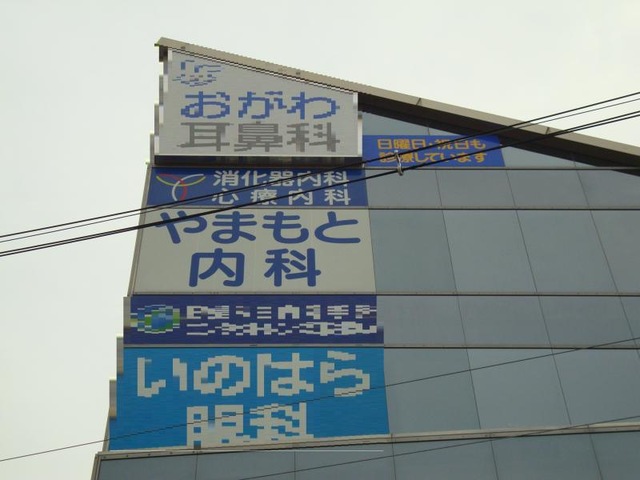 おがわ
耳鼻科
日曜日・祝日も
診療しています
消化器内科
心療内科
やまもと
内科
いのはら
眼科